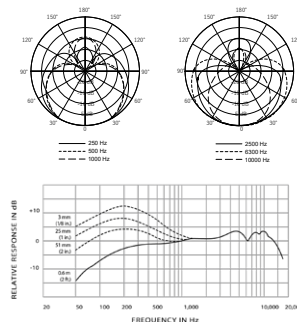 180°
150° 150°
120° 120°
90° 90°
60° 60°
30° 30°
0
250 Hz
500 Hz
1000 Hz
180°
150° 150°
120° 120°
90° 90°
60° 60°
30° 30°
0
2500 Hz
6300 Hz
10000 Hz
RELATIVE RESPONSE IN dB
+10
0
–10
3 mm
(1/8 in.)
25 mm
(1 in.)
51 mm
(2 in.)
0.6 m
(2 ft.)
20 50 100 200 500 1,000 10,000 20,000
FREQUENCY IN Hz